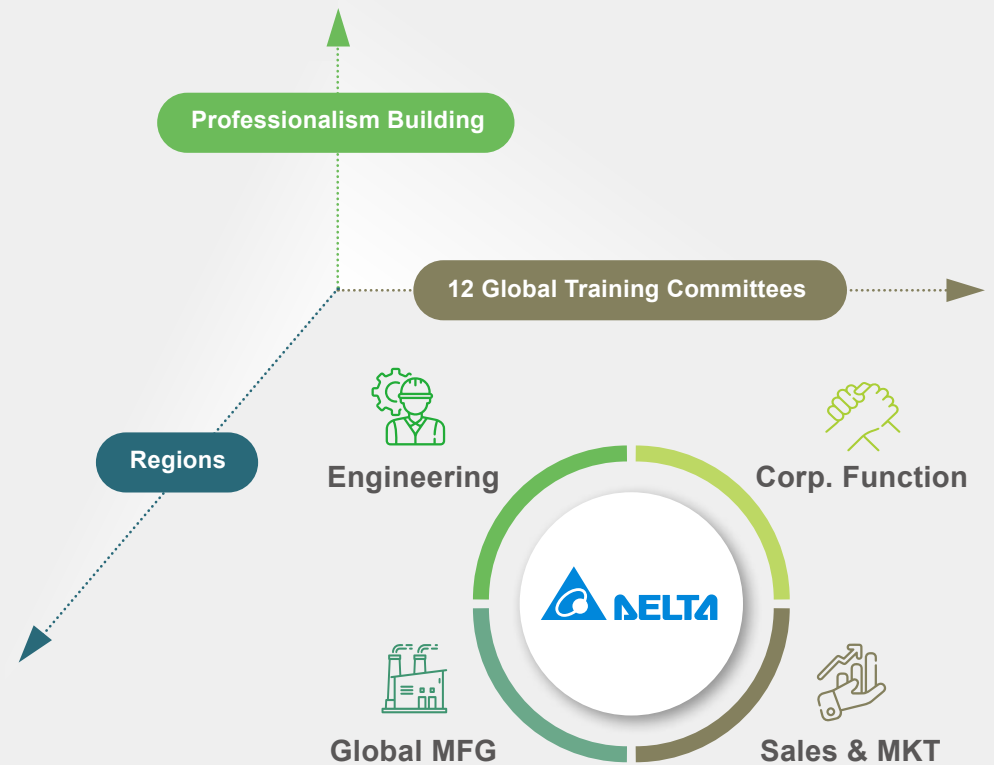 Professionalism Building
12 Global Training Committees
Regions
Engineering
Corp. Function
DELTA
Global MFG
Sales & MKT